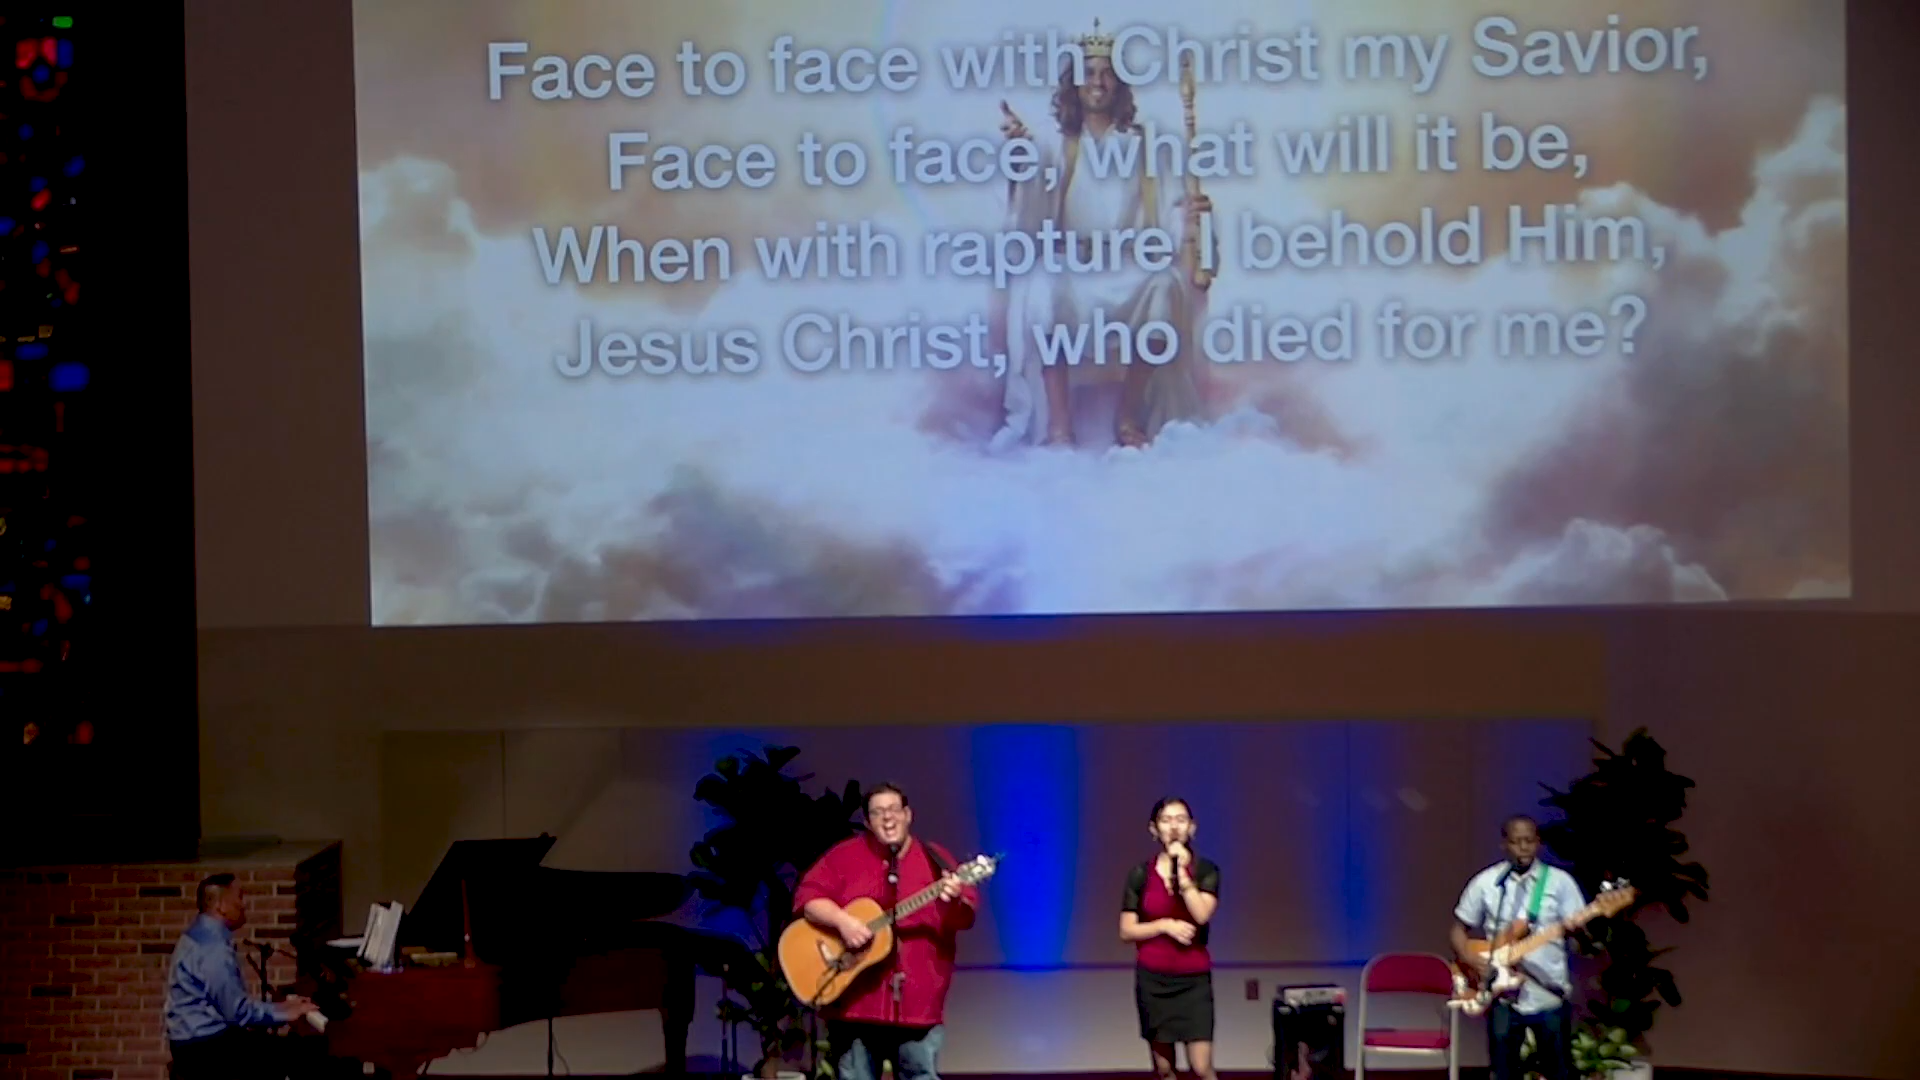 Face to face with Christ my Savior,
Face to face, what will it be,
When with rapture I behold Him,
Jesus Christ, who died for me?